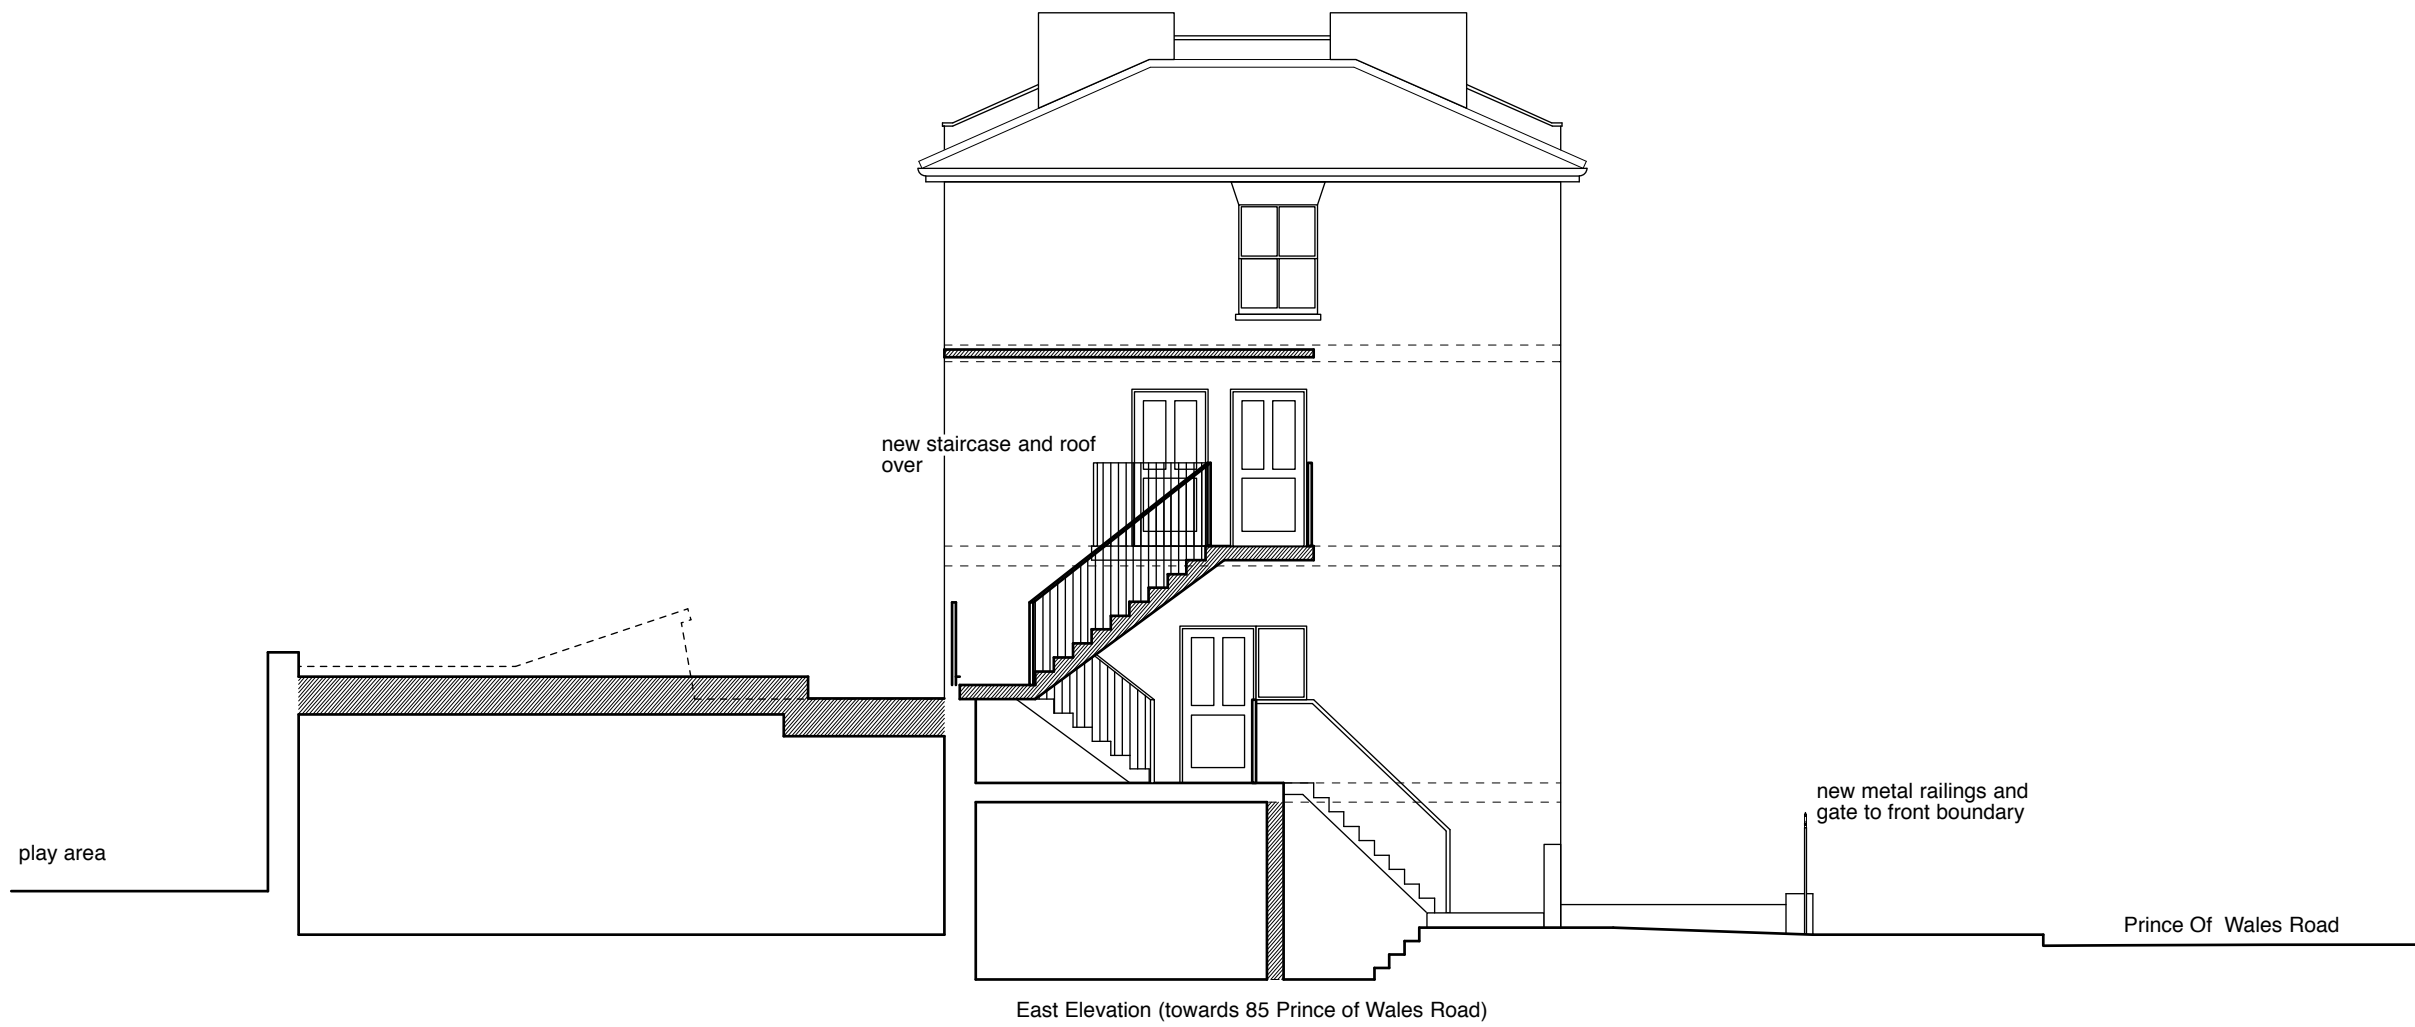 new staircase and roof
over
new metal railings and
gate to front boundary
play area
Prince Of  Wales Road
East Elevation (towards 85 Prince of Wales Road)